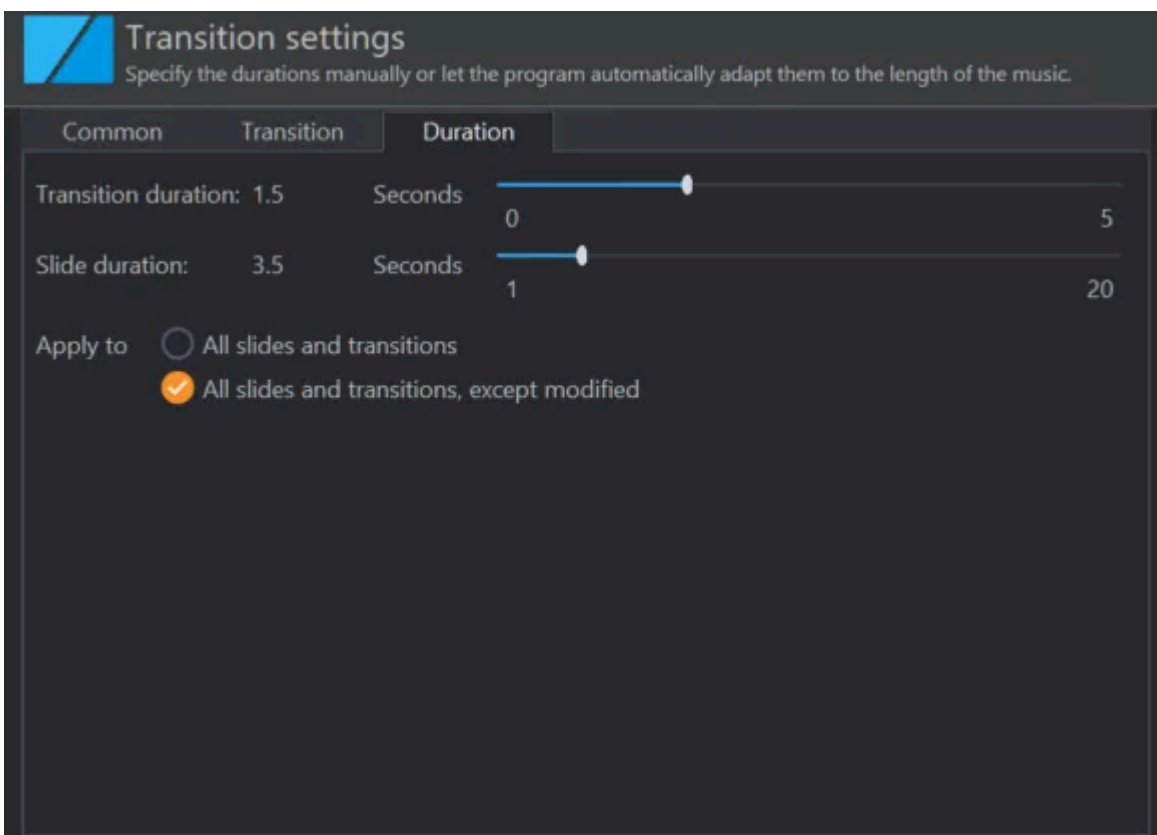 Transition settings
Specify the durations manually or let the program automatically adapt them to the length of the music.
Common Transition Duration
Transition duration: 1.5 Seconds
0 5
Slide duration: 3.5 Seconds
1 20
Apply to All slides and transitions
All slides and transitions, except modified